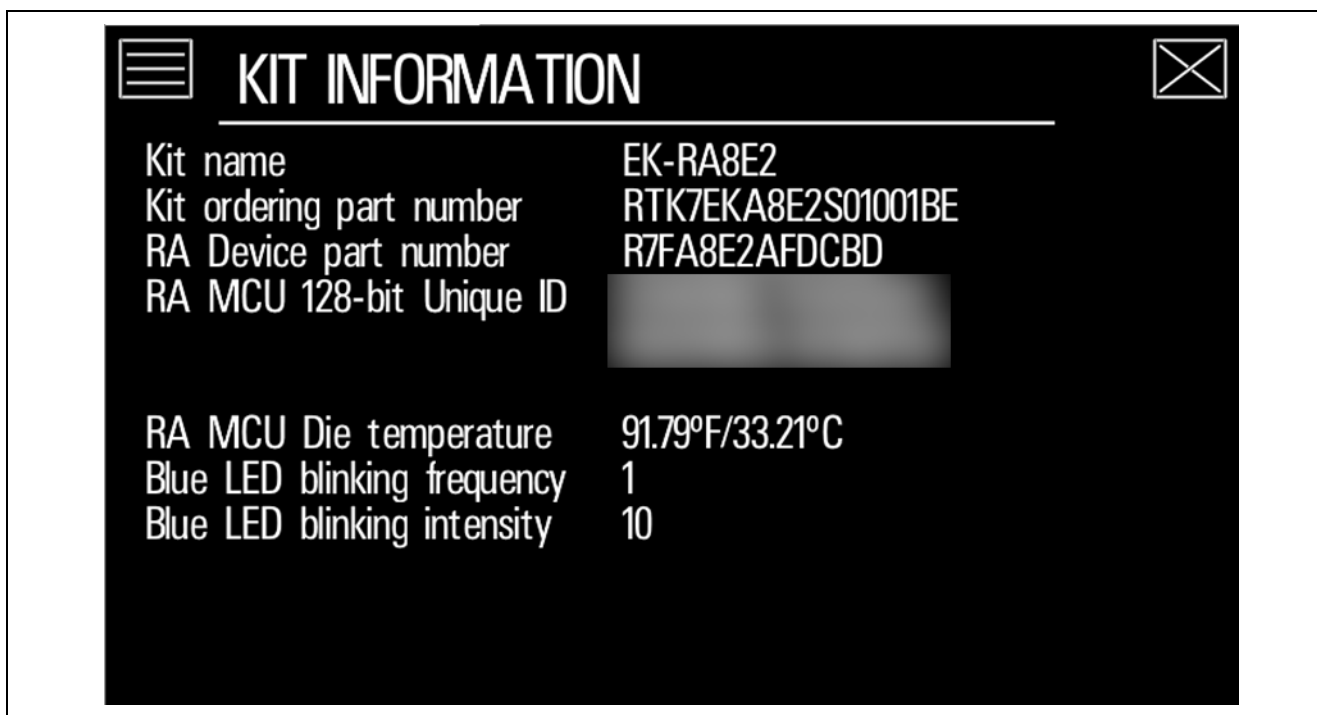 KIT INFORMATION
Kit name EK-RA8E2
Kit ordering part number RTK7EKA8E2S01001BE
RA Device part number R7FA8E2AFDCBD
RA MCU 128-bit Unique ID
RA MCU Die temperature 91.79ºF/33.21ºC
Blue LED blinking frequency 1
Blue LED blinking intensity 10